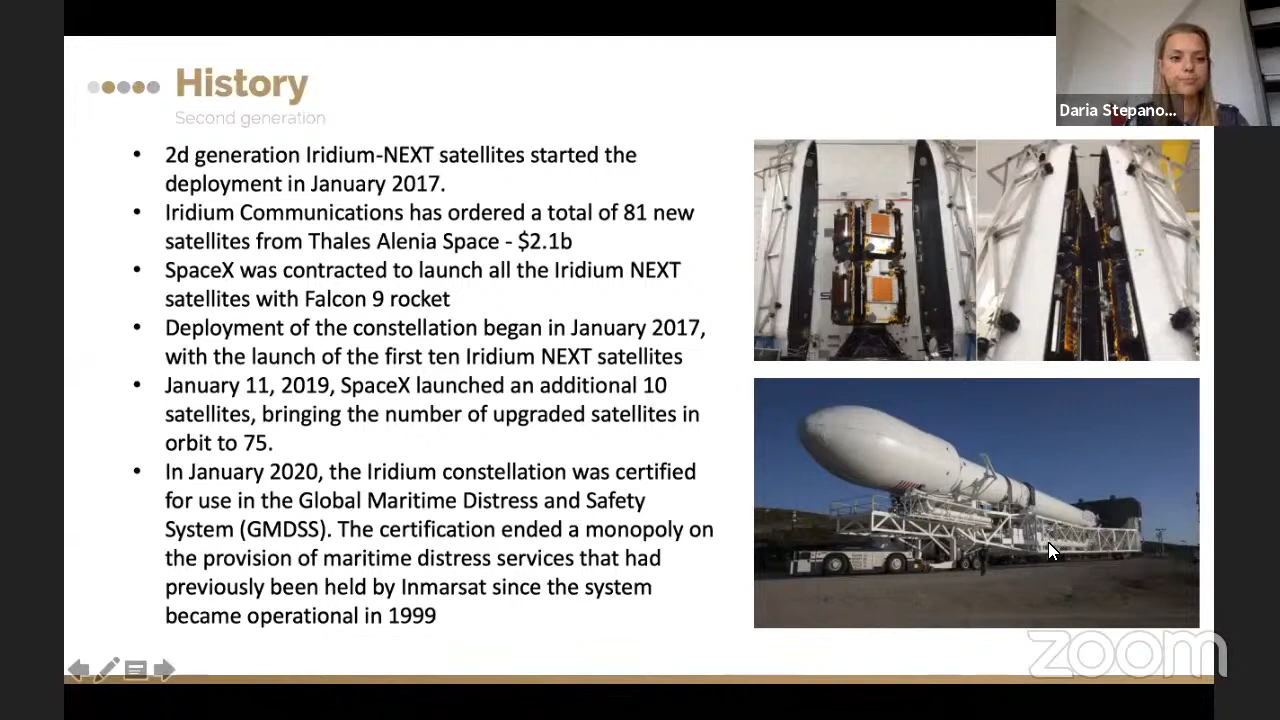 History
Second generation
• 2d generation Iridium-NEXT satellites started the
deployment in January 2017.
• Iridium Communications has ordered a total of 81 new
satellites from Thales Alenia Space - $2.1b
• SpaceX was contracted to launch all the Iridium NEXT
satellites with Falcon 9 rocket
• Deployment of the constellation began in January 2017,
with the launch of the first ten Iridium NEXT satellites
• January 11, 2019, SpaceX launched an additional 10
satellites, bringing the number of upgraded satellites in
orbit to 75.
• In January 2020, the Iridium constellation was certified
for use in the Global Maritime Distress and Safety
System (GMDSS). The certification ended a monopoly on
the provision of maritime distress services that had
previously been held by Inmarsat since the system
became operational in 1999
Daria Stepano...
zoom